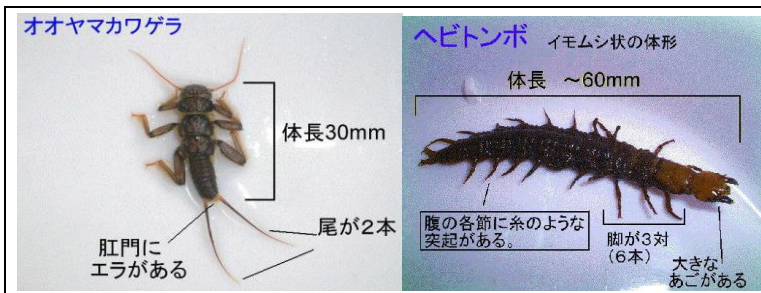 オオヤマカワゲラ
体長30mm
尾が2本
肛門に
エラがある
ヘビトンボ イモムシ状の体形
体長 ～60mm
腹の各節に糸のような
突起がある。
脚が3対
(6本)
大きな
あごがある